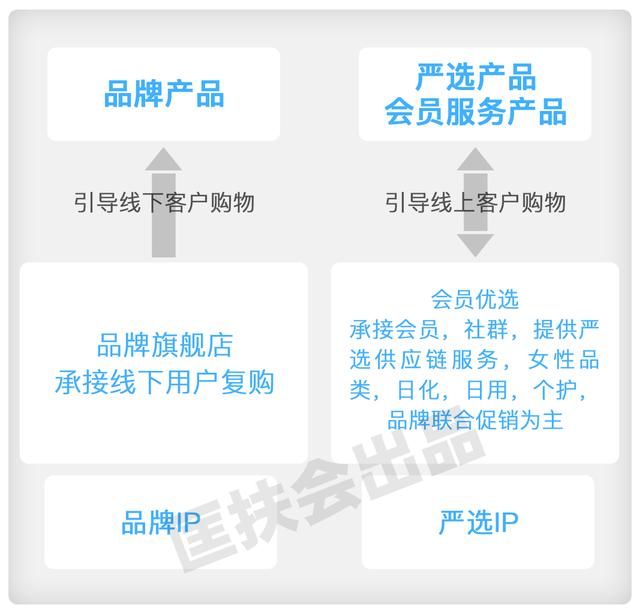 品牌产品
严选产品
会员服务产品
引导线下客户购物
引导线上客户购物
品牌旗舰店
承接线下用户复购
会员优选
承接会员，社群，提供严
选供应链服务，女性品
类，日化，日用，个护，
品牌联合促销为主
品牌IP
严选IP
匡扶会出品